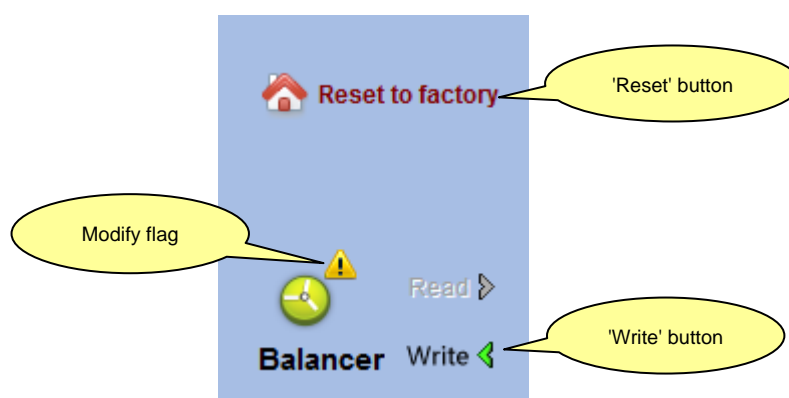 'Reset' button
Reset to factory
Modify flag
Read
'Write' button
Balancer Write